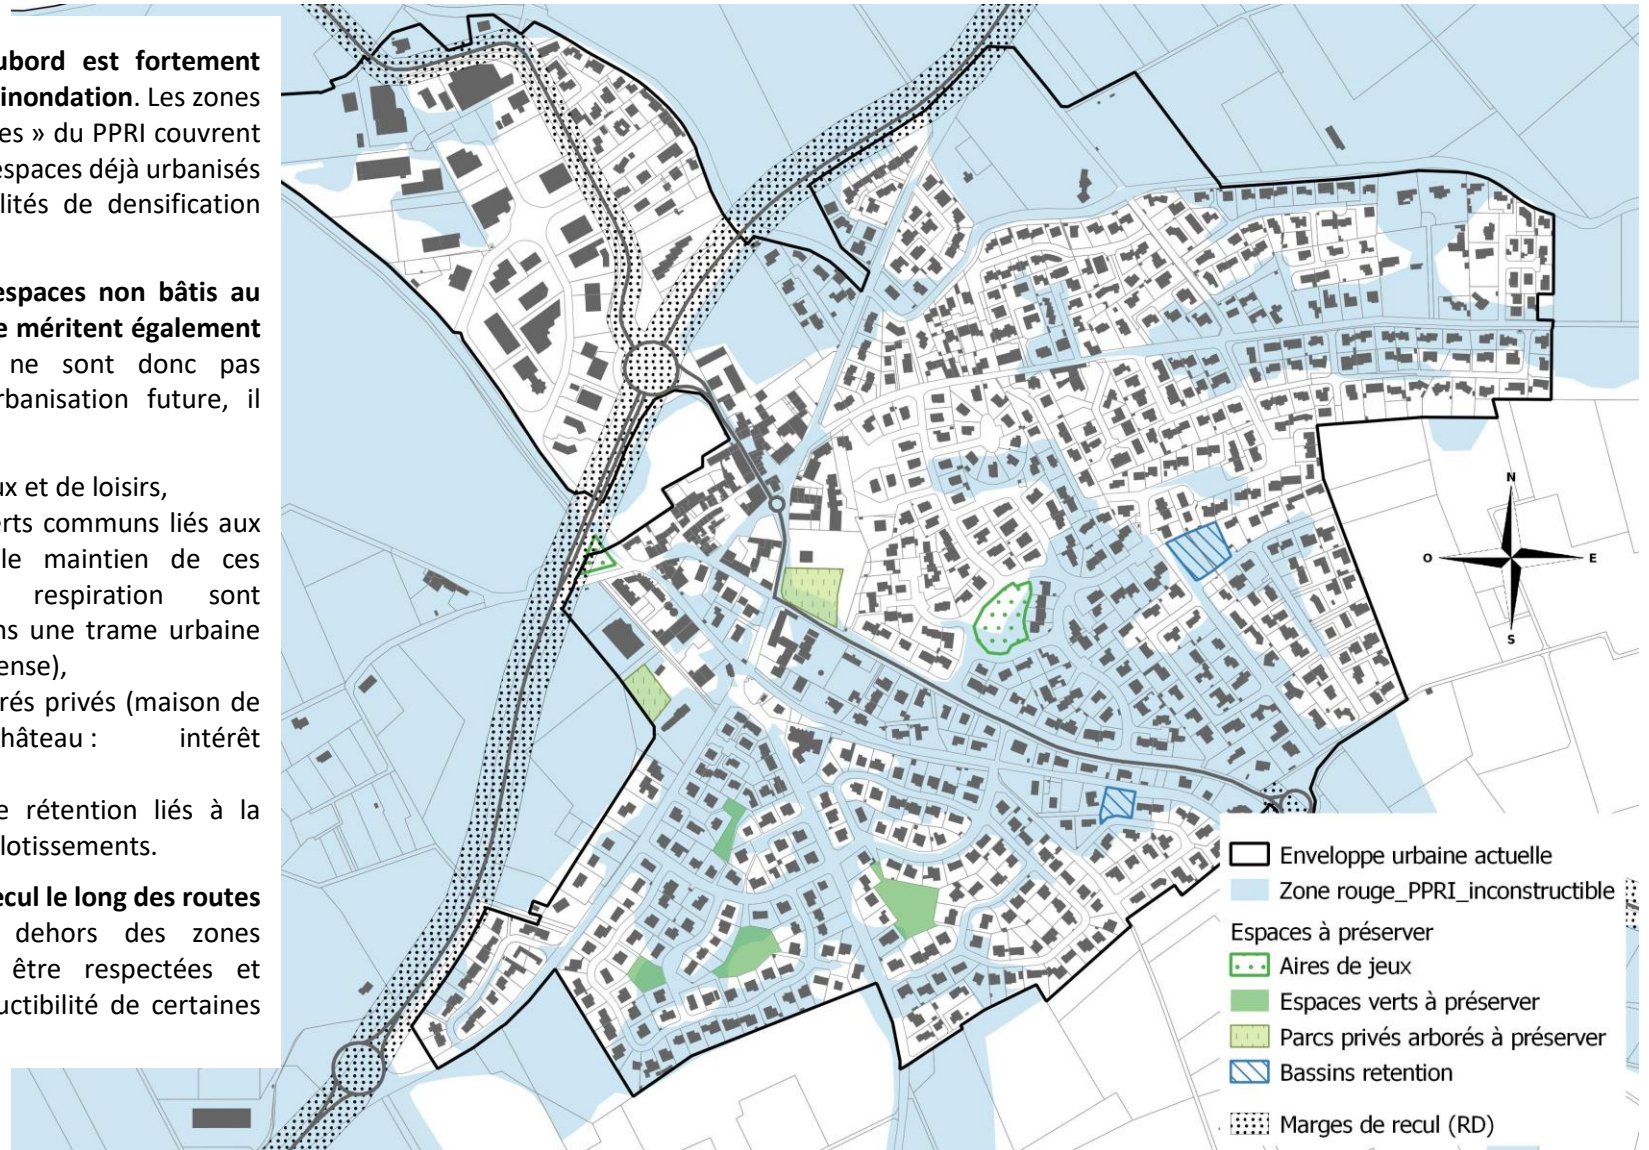 ubord est fortement
inondation. Les zones
es » du PPRI couvrent
espaces déjà urbanisés
lités de densification
espaces non bâtis au
e méritent également
ne sont donc pas
rbanisation future, il
ux et de loisirs,
erts communs liés aux
le maintien de ces
respiration sont
ns une trame urbaine
ense),
rés privés (maison de
hâteau : intérêt
e rétention liés à la
lotissements.
ecul le long des routes
dehors des zones
être respectées et
uctibilité de certaines
N
O
E
S
Enveloppe urbaine actuelle
Zone rouge_PPRI_inconstructible
Espaces à préserver
Aires de jeux
Espaces verts à préserver
Parcs privés arborés à préserver
Bassins retention
Marges de recul (RD)